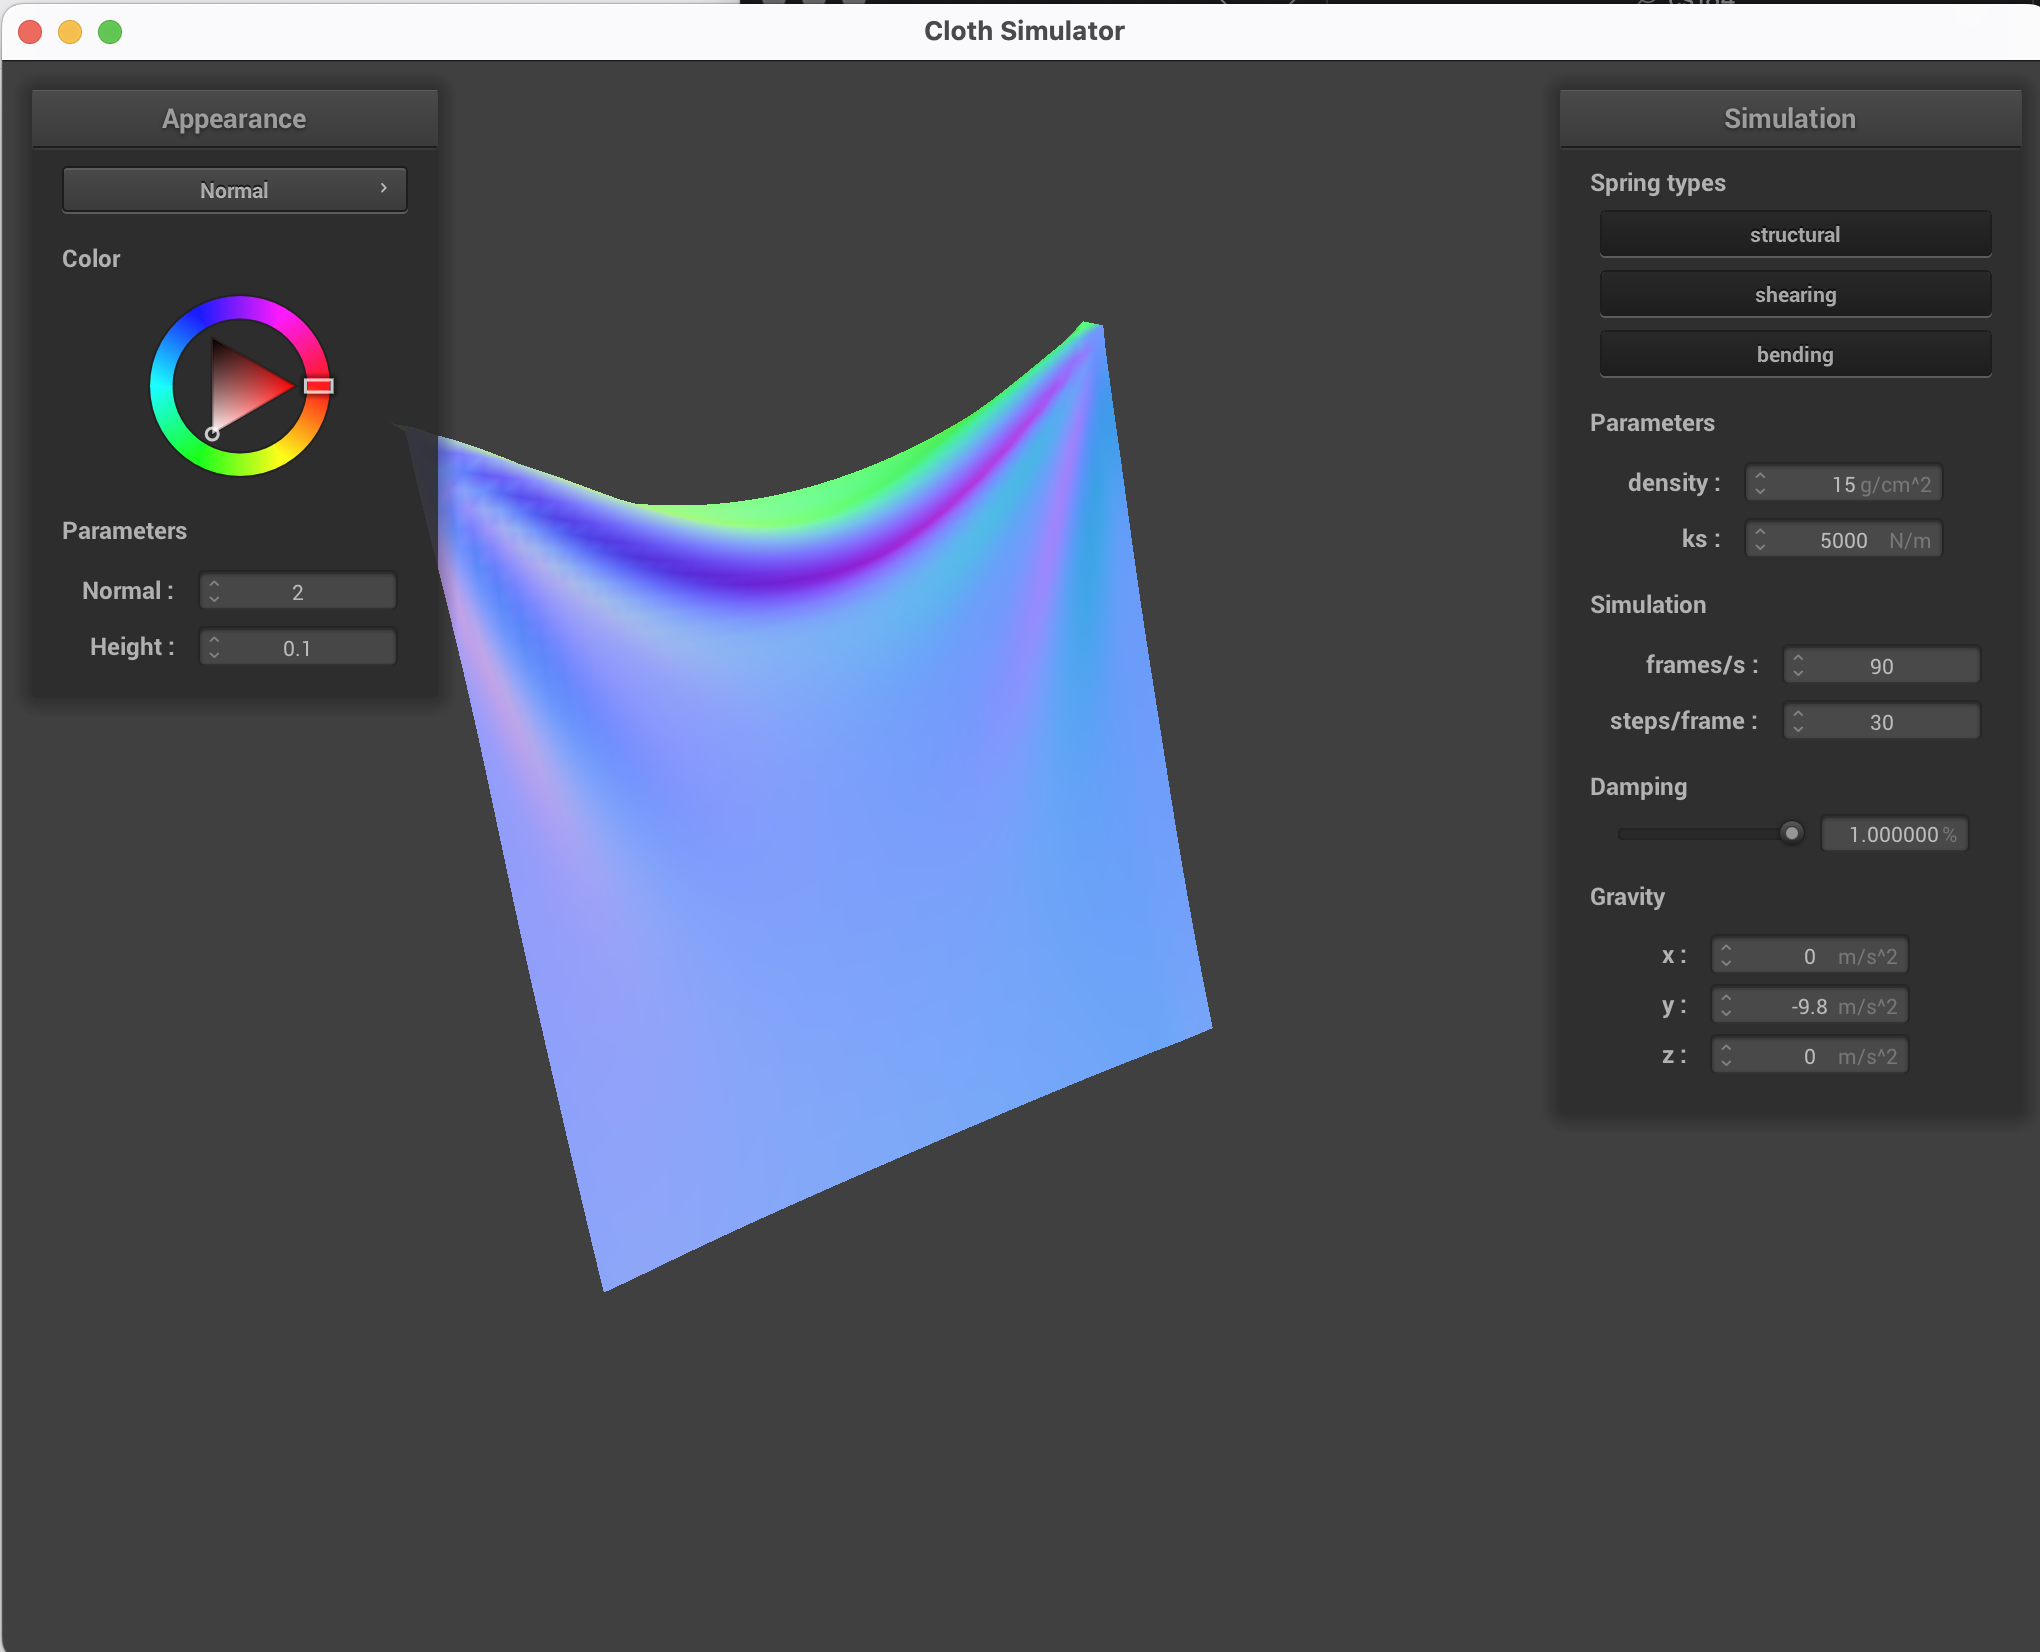 Cloth Simulator
Appearance
Normal
Color
Parameters
Normal : 2
Height : 0.1
Simulation
Spring types
structural
shearing
bending
Parameters
density : 15 g/cm^2
ks : 5000 N/m
Simulation
frames/s : 90
steps/frame : 30
Damping
1.000000 %
Gravity
x : 0 m/s^2
y : -9.8 m/s^2
z : 0 m/s^2